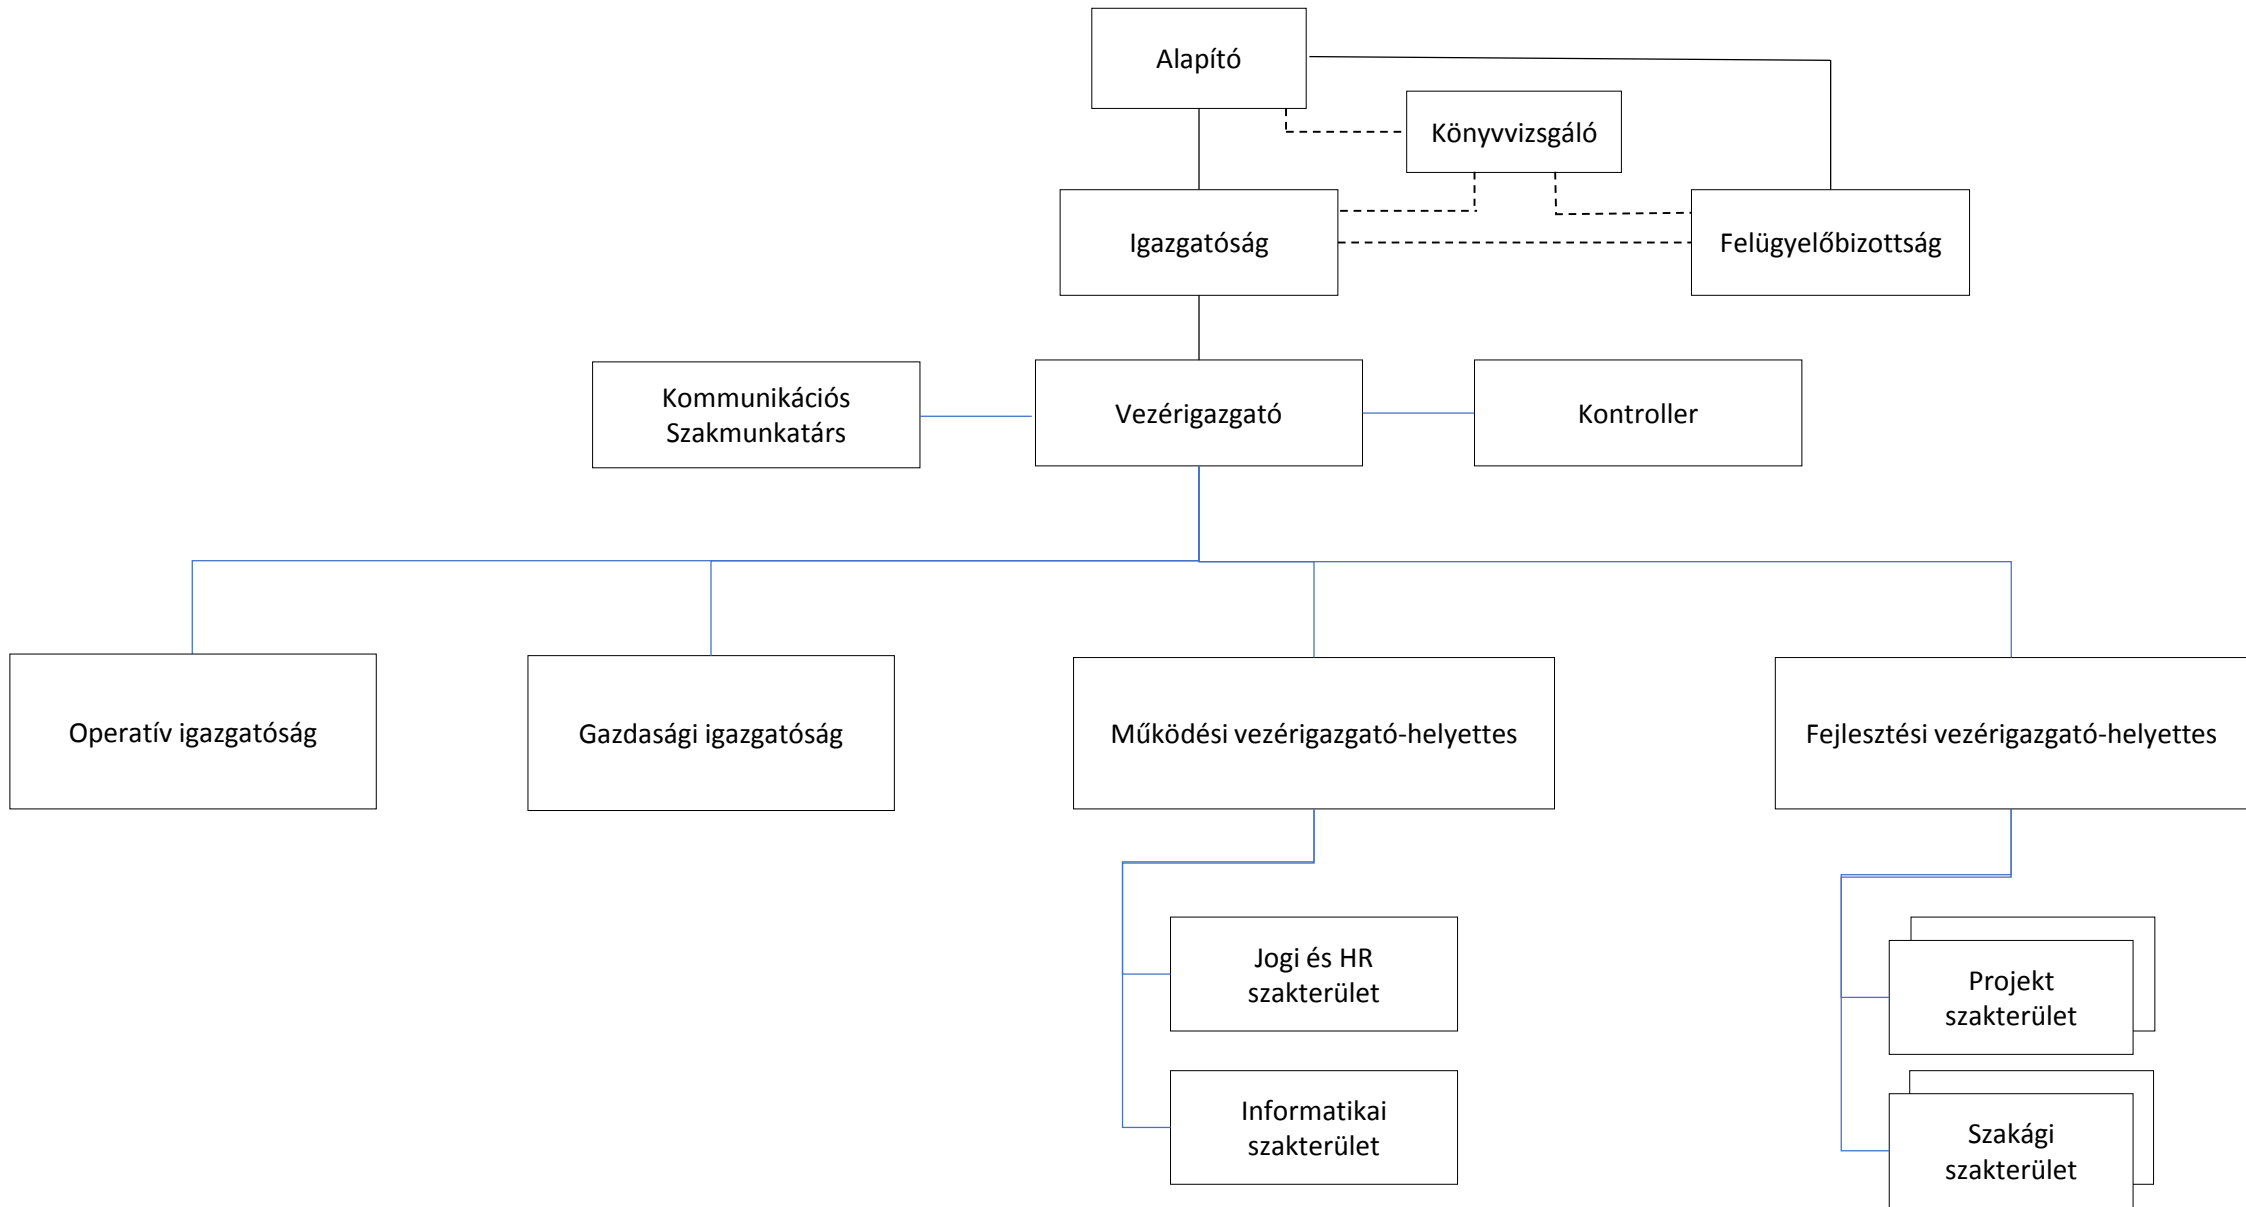 Alapító
Könyvvizsgáló
Igazgatóság
Felügyelőbizottság
Kommunikációs
Szakmunkatárs
Vezérigazgató
Kontroller
Operatív igazgatóság
Gazdasági igazgatóság
Működési vezérigazgató-helyettes
Fejlesztési vezérigazgató-helyettes
Jogi és HR
szakterület
Projekt
szakterület
Informatikai
szakterület
Szakági
szakterület